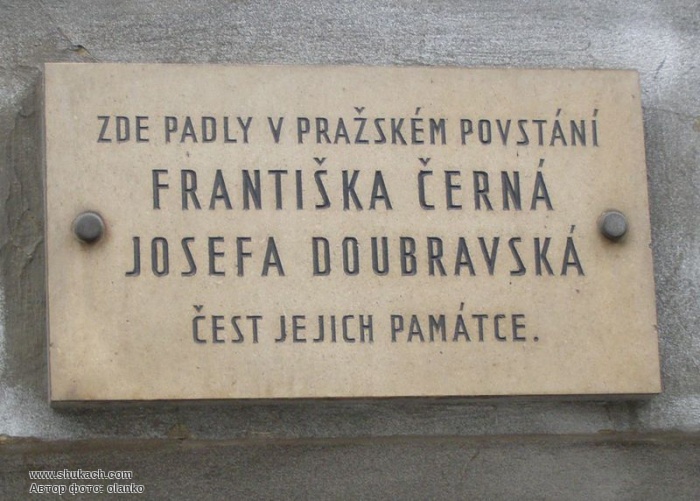 ZDE PADLY V PRAŽSKÉM POVSTÁNÍ
FRANTIŠKA ČERNÁ
JOSEFA DOUBRAVSKÁ
ČEST JEJICH PAMÁTCE.
www.shukach.com
Автор фото: olanko